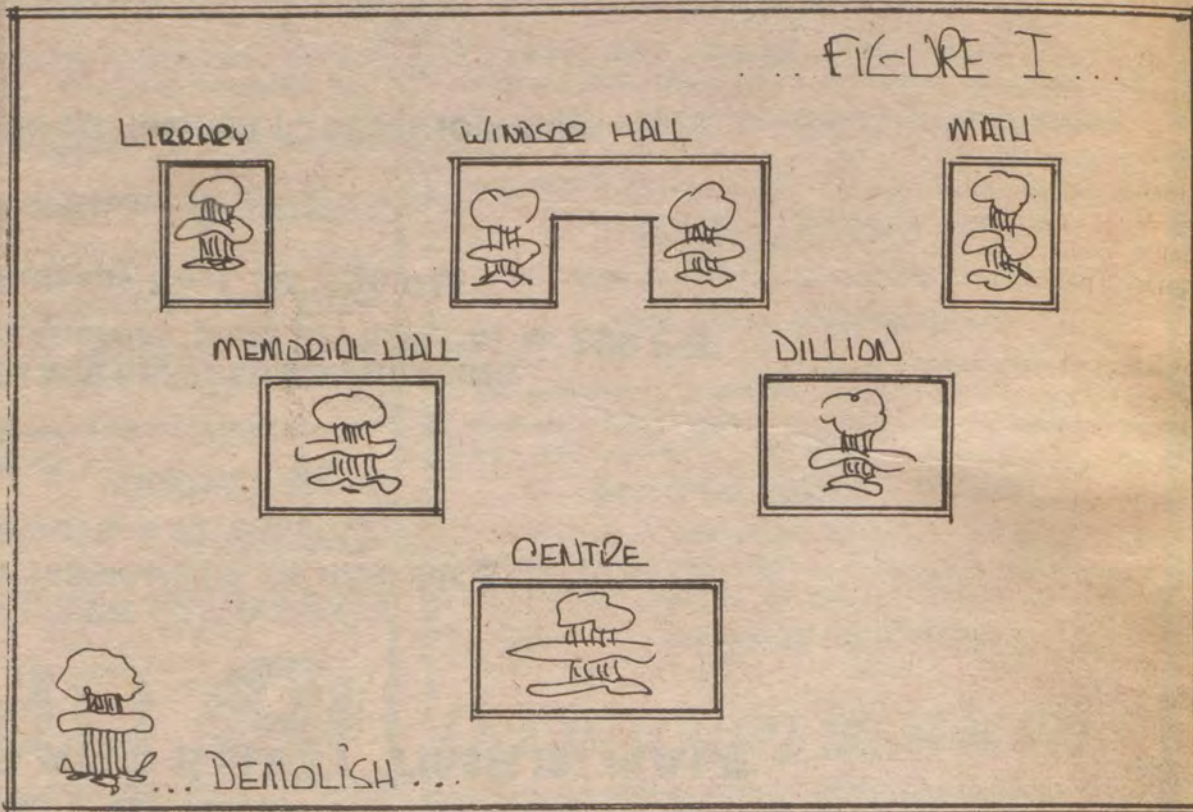 .... FIGURE I ...
LIBRARY
WINDSOR HALL
MATH
MEMORIAL HALL
DILLION
CENTRE
... DEMOLISH ...